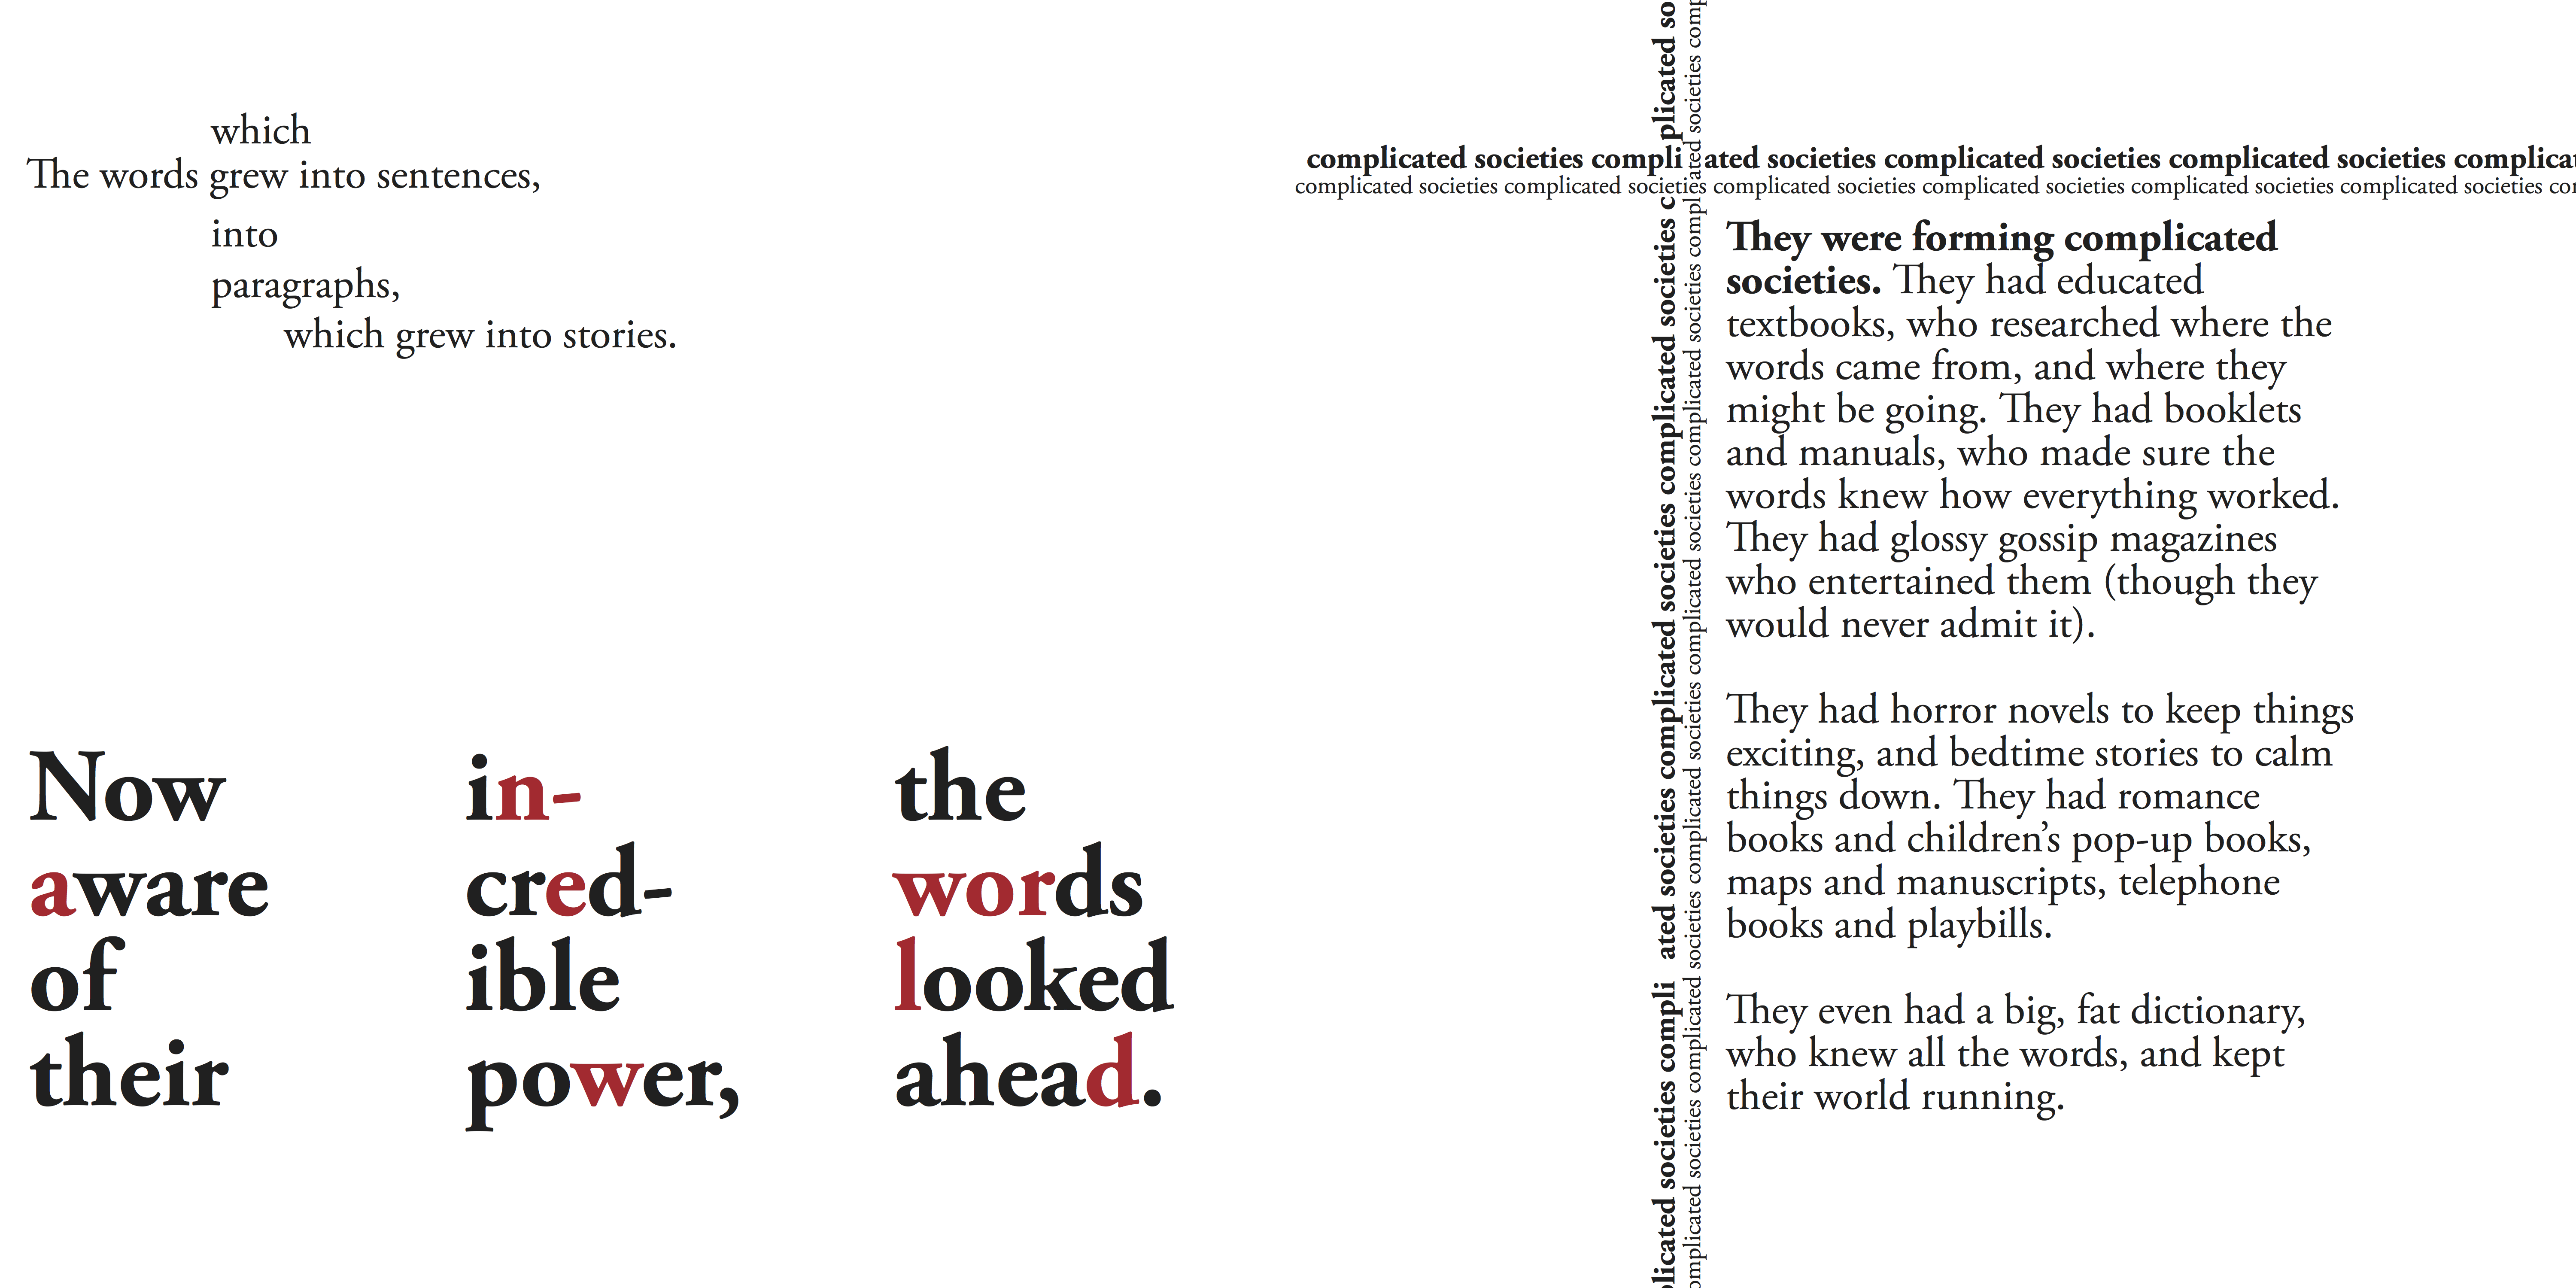 which
The words grew into sentences,
into
paragraphs,
which grew into stories.
Now
aware
of
their
in-
cred-
ible
power,
the
words
looked
ahead.
complicated societies compli ated societies complicated societies complicated societies complicat
complicated societies complicated societies complicated societies complicated societies complicated societies complicated societies com
plicated societies compli ated societies complicated societies complicated societies complicated societies c plicated so
omplicated societies complicated societies complicated societies complicated societies complicated societies complicated societies complicated societies comp
They were forming complicated
societies. They had educated
textbooks, who researched where the
words came from, and where they
might be going. They had booklets
and manuals, who made sure the
words knew how everything worked.
They had glossy gossip magazines
who entertained them (though they
would never admit it).
They had horror novels to keep things
exciting, and bedtime stories to calm
things down. They had romance
books and children’s pop-up books,
maps and manuscripts, telephone
books and playbills.
They even had a big, fat dictionary,
who knew all the words, and kept
their world running.